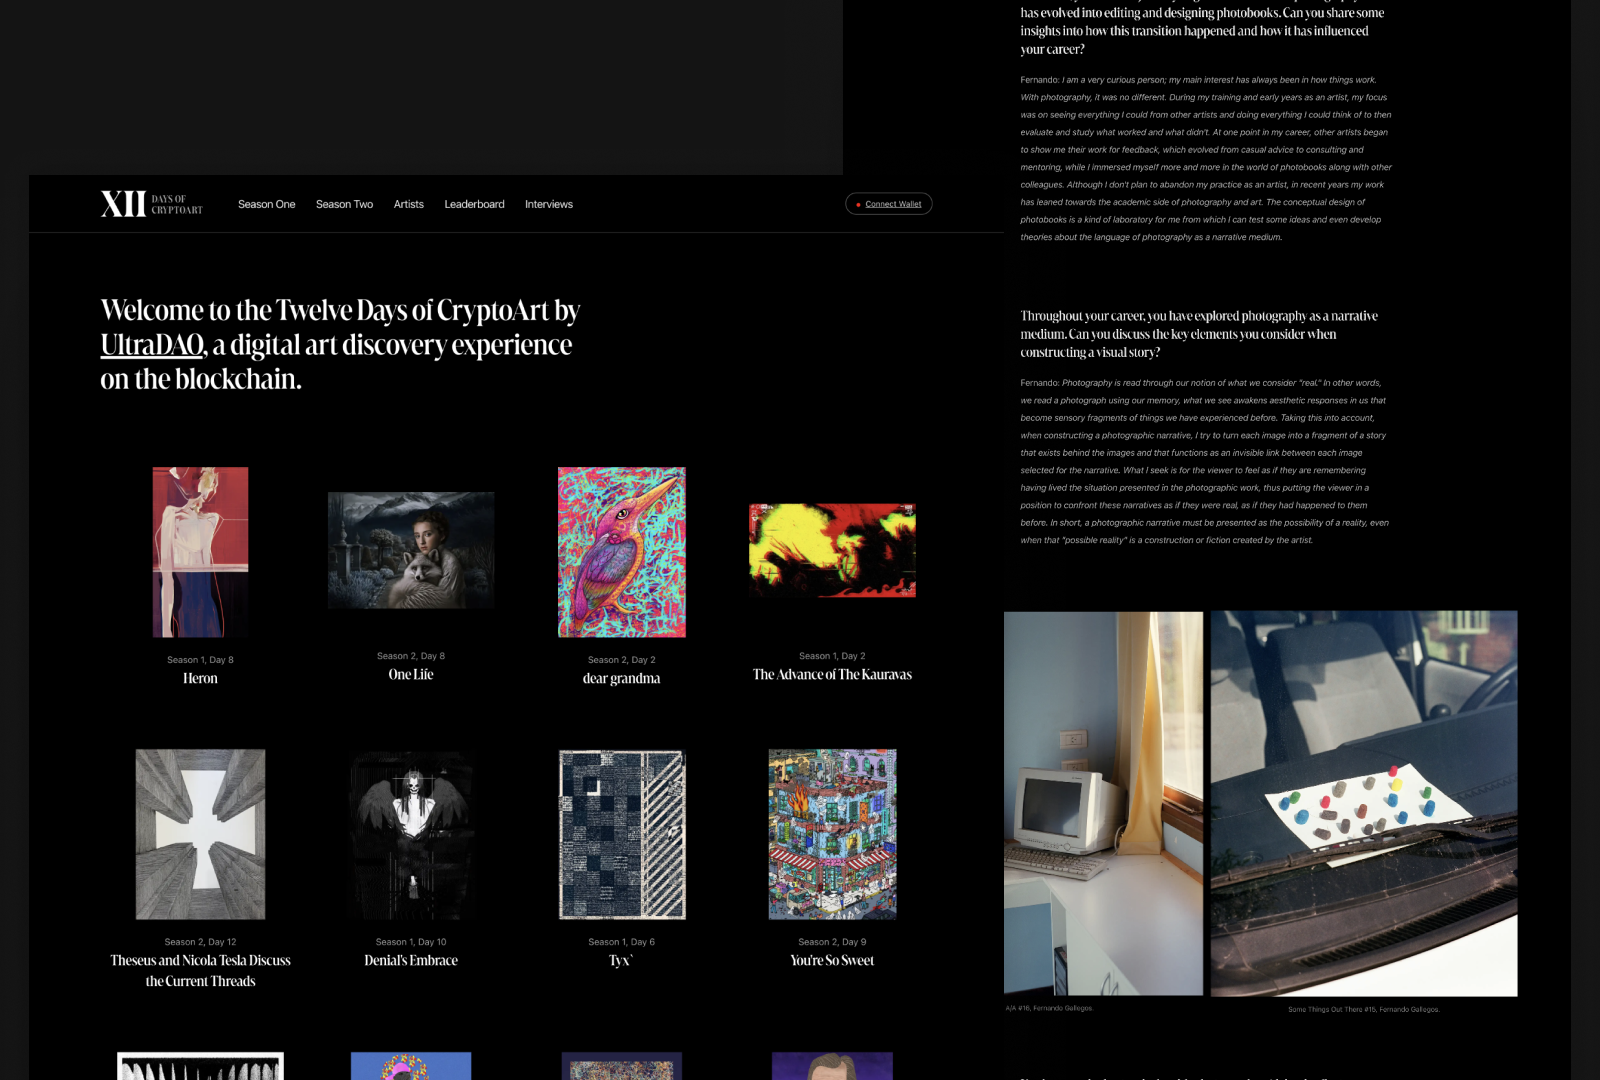 XII DAYS OF
CRYPTOART
Season One
Season Two
Artists
Leaderboard
Interviews
Connect Wallet
Welcome to the Twelve Days of CryptoArt by
UltraDAO, a digital art discovery experience
on the blockchain.
Season 1, Day 8
Heron
Season 2, Day 8
One Life
Season 2, Day 2
dear grandma
Season 1, Day 2
The Advance of The Kauravas
Season 2, Day 12
Theseus and Nicola Tesla Discuss
the Current Threads
Season 1, Day 10
Denial's Embrace
Season 1, Day 6
Tyx`
Season 2, Day 9
You're So Sweet
has evolved into editing and designing photobooks. Can you share some
insights into how this transition happened and how it has influenced
your career?
Fernando: I am a very curious person; my main interest has always been in how things work.
With photography, it was no different. During my training and early years as an artist, my focus
was on seeing everything I could from other artists and doing everything I could think of to then
evaluate and study what worked and what didn't. At one point in my career, other artists began
to show me their work for feedback, which evolved from casual advice to consulting and
mentoring, while I immersed myself more and more in the world of photobooks along with other
colleagues. Although I don't plan to abandon my practice as an artist, in recent years my work
has leaned towards the academic side of photography and art. The conceptual design of
photobooks is a kind of laboratory for me from which I can test some ideas and even develop
theories about the language of photography as a narrative medium.
Throughout your career, you have explored photography as a narrative
medium. Can you discuss the key elements you consider when
constructing a visual story?
Fernando: Photography is read through our notion of what we consider "real." In other words,
we read a photograph using our memory, what we see awakens aesthetic responses in us that
become sensory fragments of things we have experienced before. Taking this into account,
when constructing a photographic narrative, I try to turn each image into a fragment of a story
that exists behind the images and that functions as an invisible link between each image
selected for the narrative. What I seek is for the viewer to feel as if they are remembering
having lived the situation presented in the photographic work, thus putting the viewer in a
position to confront these narratives as if they were real, as if they had happened to them
before. In short, a photographic narrative must be presented as the possibility of a reality, even
when that "possible reality" is a construction or fiction created by the artist.
A/A #16, Fernando Gallegos.
Some Things Out There #15, Fernando Gallegos.